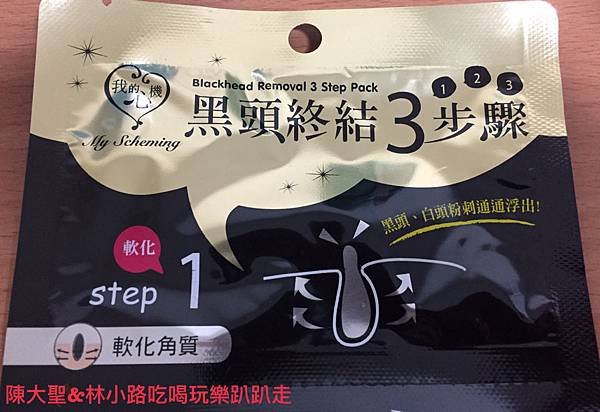 Blackhead Removal 3 Step Pack
我的心機
My Scheming
黑頭終結3步驟
1 2 3
黑頭、白頭粉刺通通浮出!
軟化
step 1
軟化角質
陳大聖&林小路吃喝玩樂趴趴走